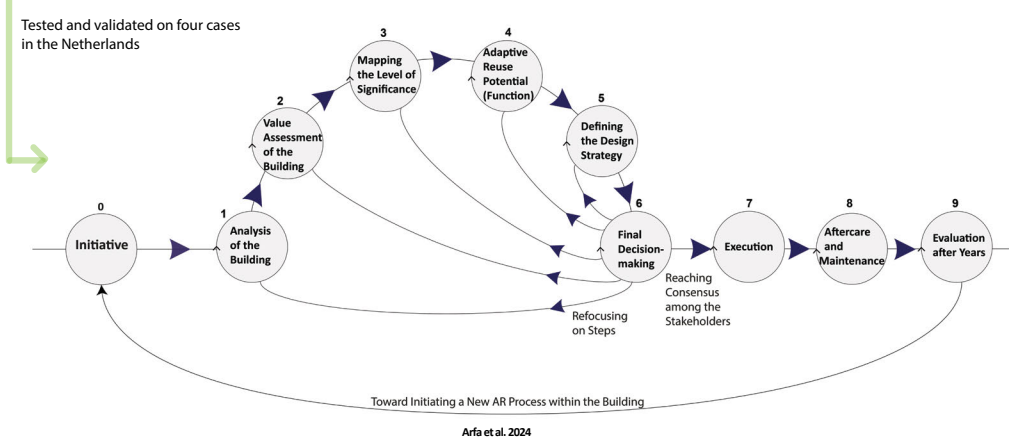 Tested and validated on four cases
in the Netherlands
0
Initiative
1
Analysis
of the
Building
2
Value
Assessment
of the
Building
3
Mapping
the Level of
Significance
4
Adaptive
Reuse
Potential
(Function)
5
Defining
the Design
Strategy
6
Final
Decision-
making
7
Execution
8
Aftercare
and
Maintenance
9
Evaluation
after Years
Reaching
Consensus
among the
Stakeholders
Refocusing
on Steps
Toward Initiating a New AR Process within the Building
Arfa et al. 2024